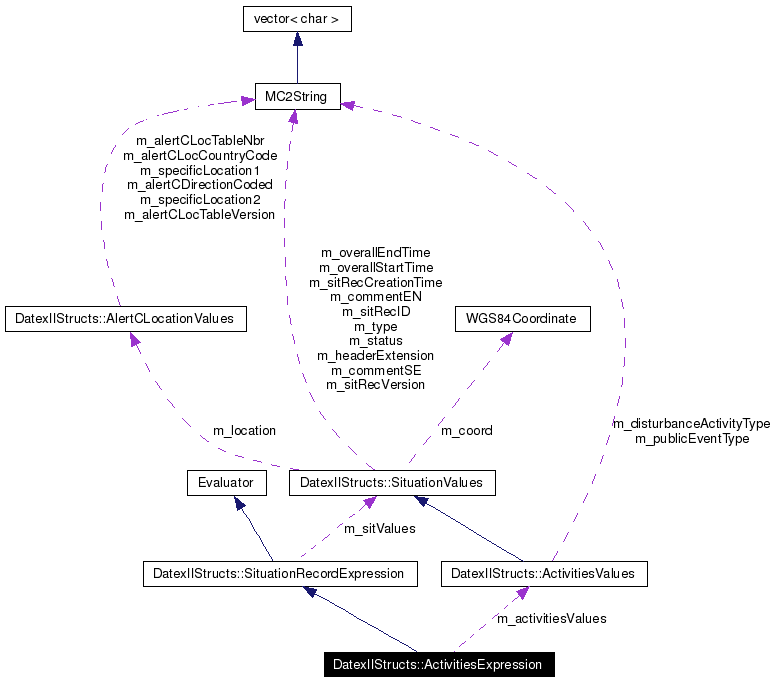 vector< char >
MC2String
m_alertCLocTableNbr
m_alertCLocCountryCode
m_specificLocation1
m_alertCDirectionCoded
m_specificLocation2
m_alertCLocTableVersion
m_overallEndTime
m_overallStartTime
m_sitRecCreationTime
m_commentEN
m_sitRecID
m_type
m_status
m_headerExtension
m_commentSE
m_sitRecVersion
DatexIIStructs::AlertCLocationValues
WGS84Coordinate
m_location
m_coord
m_disturbanceActivityType
m_publicEventType
Evaluator
DatexIIStructs::SituationValues
m_sitValues
DatexIIStructs::SituationRecordExpression
DatexIIStructs::ActivitiesValues
m_activitiesValues
DatexIIStructs::ActivitiesExpression